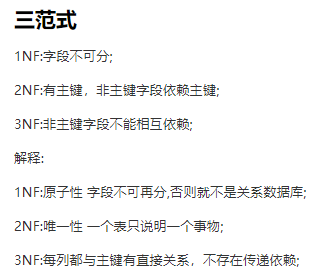 三范式
1NF:字段不可分;
2NF:有主键，非主键字段依赖主键;
3NF:非主键字段不能相互依赖;
解释:
1NF:原子性 字段不可再分,否则就不是关系数据库;
2NF:唯一性 一个表只说明一个事物;
3NF:每列都与主键有直接关系，不存在传递依赖;